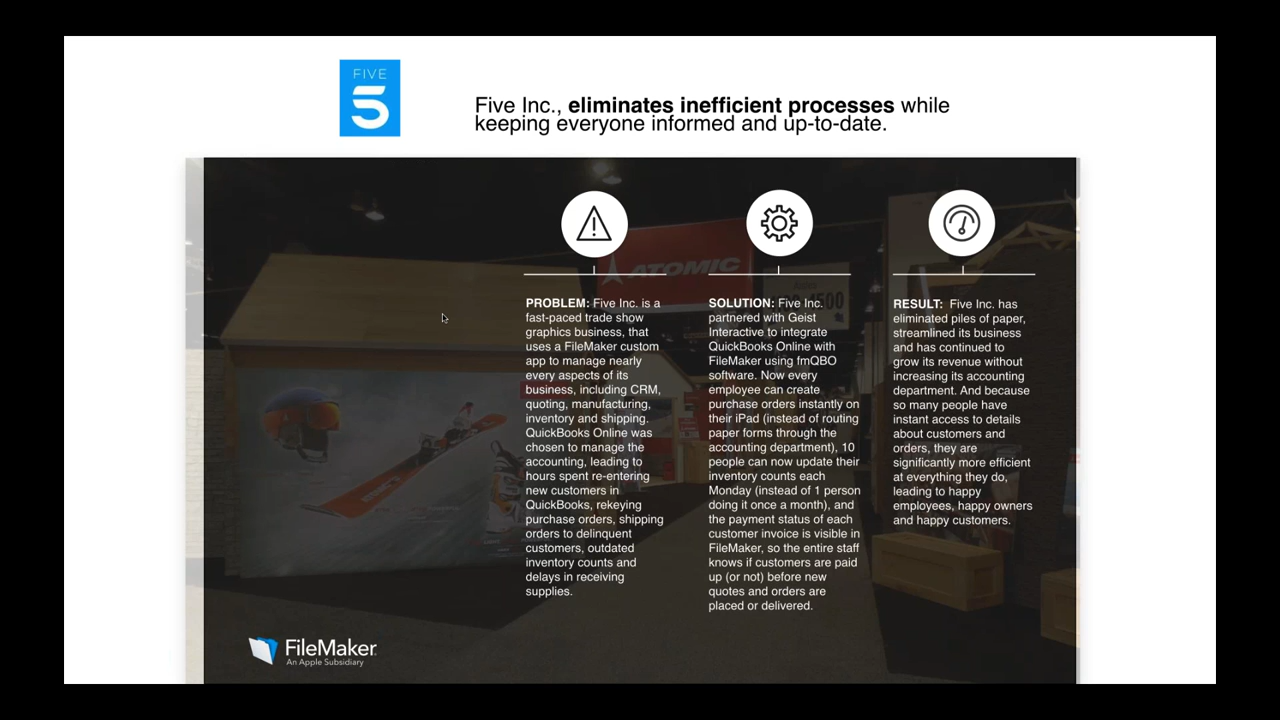 FIVE
5
Five Inc., eliminates inefficient processes while
keeping everyone informed and up-to-date.
ATOMIC
PROBLEM: Five Inc. is a
fast-paced trade show
graphics business, that
uses a FileMaker custom
app to manage nearly
every aspects of its
business, including CRM,
quoting, manufacturing,
inventory and shipping.
QuickBooks Online was
chosen to manage the
accounting, leading to
hours spent re-entering
new customers in
QuickBooks, rekeying
purchase orders, shipping
orders to delinquent
customers, outdated
inventory counts and
delays in receiving
supplies.
SOLUTION: Five Inc.
partnered with Geist
Interactive to integrate
QuickBooks Online with
FileMaker using fmQBO
software. Now every
employee can create
purchase orders instantly on
their iPad (instead of routing
paper forms through the
accounting department), 10
people can now update their
inventory counts each
Monday (instead of 1 person
doing it once a month), and
the payment status of each
customer invoice is visible in
FileMaker, so the entire staff
knows if customers are paid
up (or not) before new
quotes and orders are
placed or delivered.
RESULT:  Five Inc. has
eliminated piles of paper,
streamlined its business
and has continued to
grow its revenue without
increasing its accounting
department. And because
so many people have
instant access to details
about customers and
orders, they are
significantly more efficient
at everything they do,
leading to happy
employees, happy owners
and happy customers.
FileMaker
An Apple Subsidiary